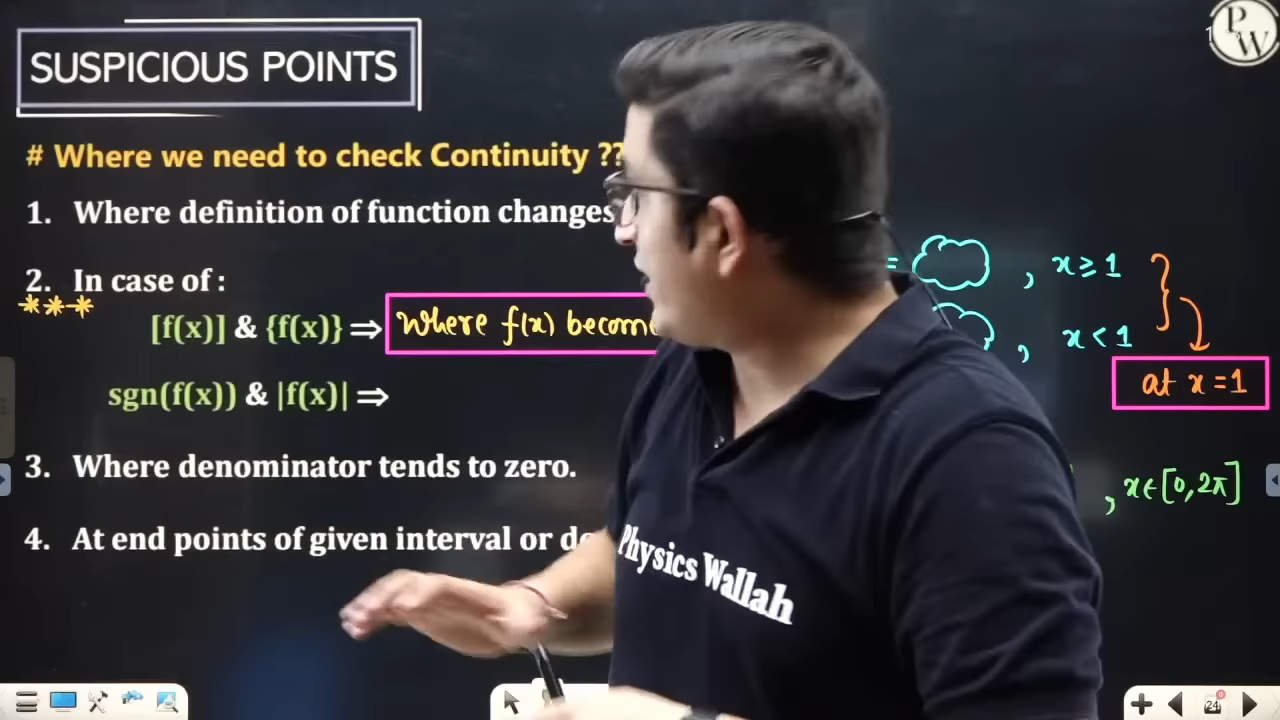 SUSPICIOUS POINTS
PW
# Where we need to check Continuity ??
1. Where definition of function changes
= , x ≥ 1
, x < 1
at x = 1
2. In case of :
***
[f(x)] & {f(x)} ⇒ Where f(x) become
sgn(f(x)) & |f(x)| ⇒
3. Where denominator tends to zero.
, x ∈ [0, 2π]
4. At end points of given interval or do
Physics Wallah
24